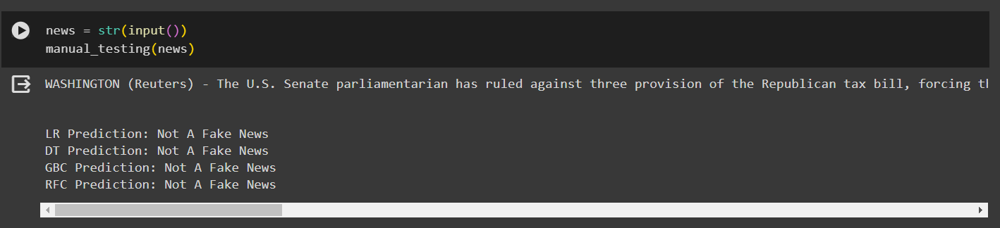 news = str(input())
manual_testing(news)
WASHINGTON (Reuters) - The U.S. Senate parliamentarian has ruled against three provision of the Republican tax bill, forcing
LR Prediction: Not A Fake News
DT Prediction: Not A Fake News
GBC Prediction: Not A Fake News
RFC Prediction: Not A Fake News